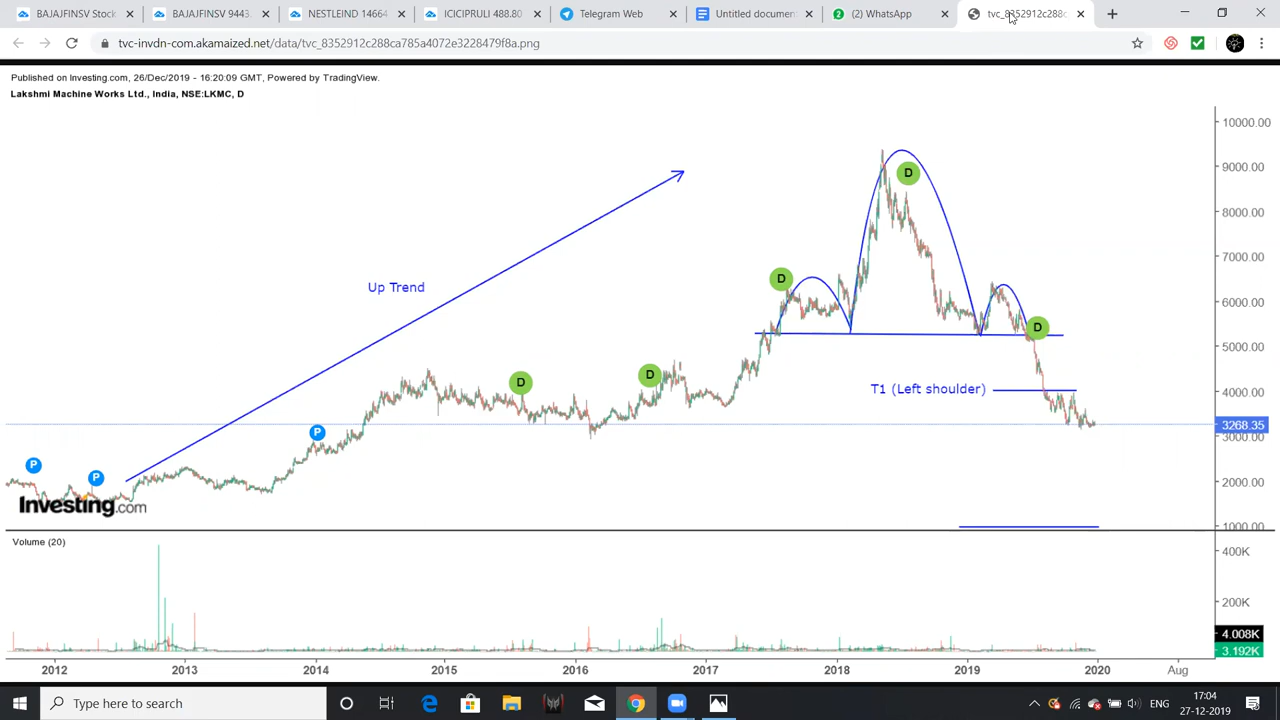 BAJAJFINSV Stock
BAJAJFINSV 9443.
NESTLEIND 14664
ICICIPRULI 488.80
Telegram Web
Untitled documen
2
(2) WhatsApp
tvc_8352912c288c
tvc-invdn-com.akamaized.net/data/tvc_8352912c288ca785a4072e3228479f8a.png
Published on Investing.com, 26/Dec/2019 - 16:20:09 GMT, Powered by TradingView.
Lakshmi Machine Works Ltd., India, NSE:LKMC, D
10000.00
9000.00
8000.00
7000.00
6000.00
5000.00
4000.00
3268.35
3000.00
2000.00
1000.00
Up Trend
D
D
D
D
D
T1 (Left shoulder)
P
P
P
Investing.com
Volume (20)
400K
200K
4.008K
3.192K
2012
2013
2014
2015
2016
2017
2018
2019
2020
Aug
Type here to search
ENG
17:04
27-12-2019